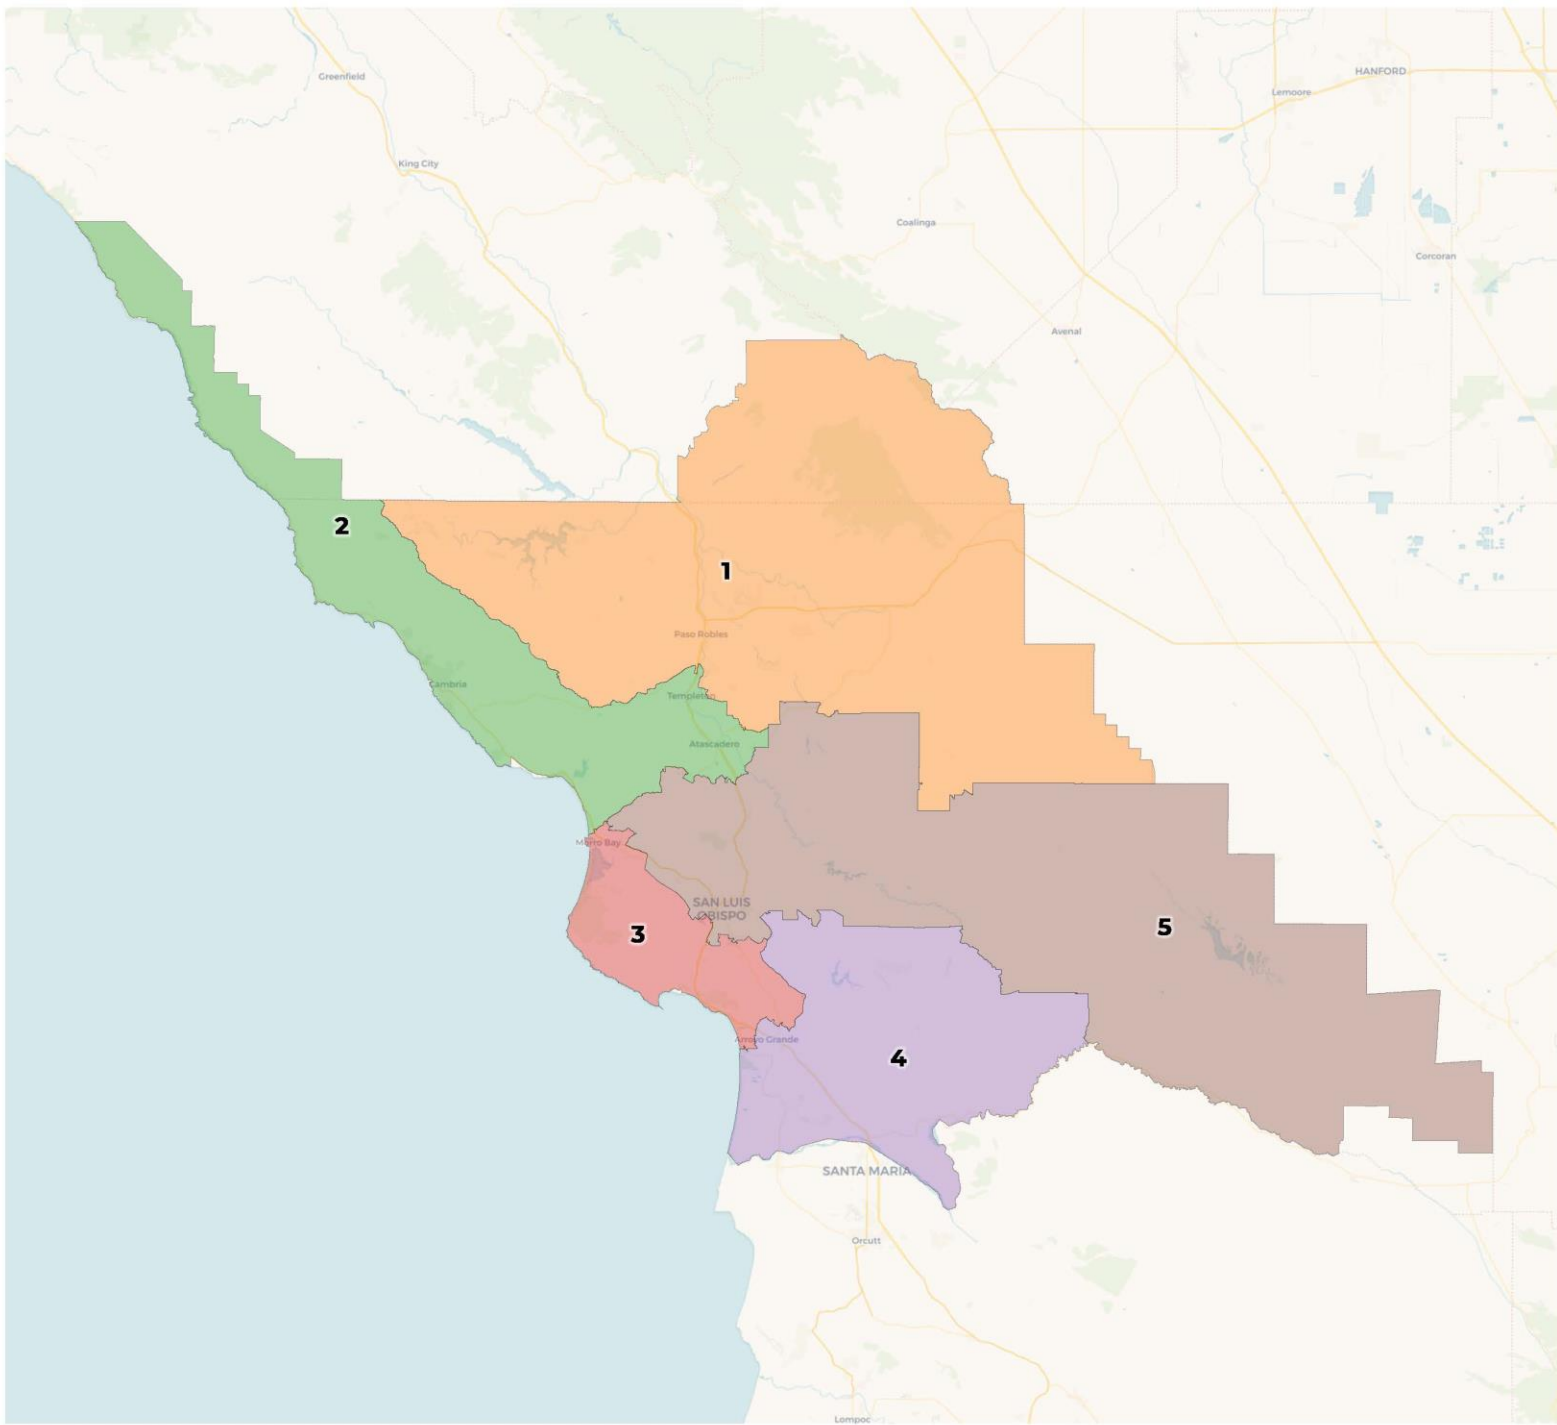 HANFORD
Greenfield
Lemoore
King City
Coalinga
Corcoran
Avenal
2
1
Paso Robles
Cambria
Templeton
Atascadero
Morro Bay
SAN LUIS
OBISPO
3
5
Arroyo Grande
4
SANTA MARIA
Orcutt
Lompoc